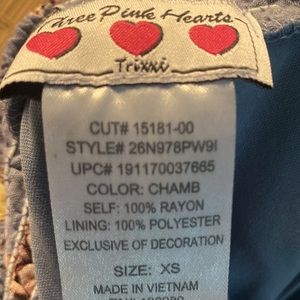 Three Pink Hearts
Trixxi
CUT# 15181-00
STYLE# 26N978PW9I
UPC# 191170037665
COLOR: CHAMB
SELF: 100% RAYON
LINING: 100% POLYESTER
EXCLUSIVE OF DECORATION
SIZE: XS
MADE IN VIETNAM